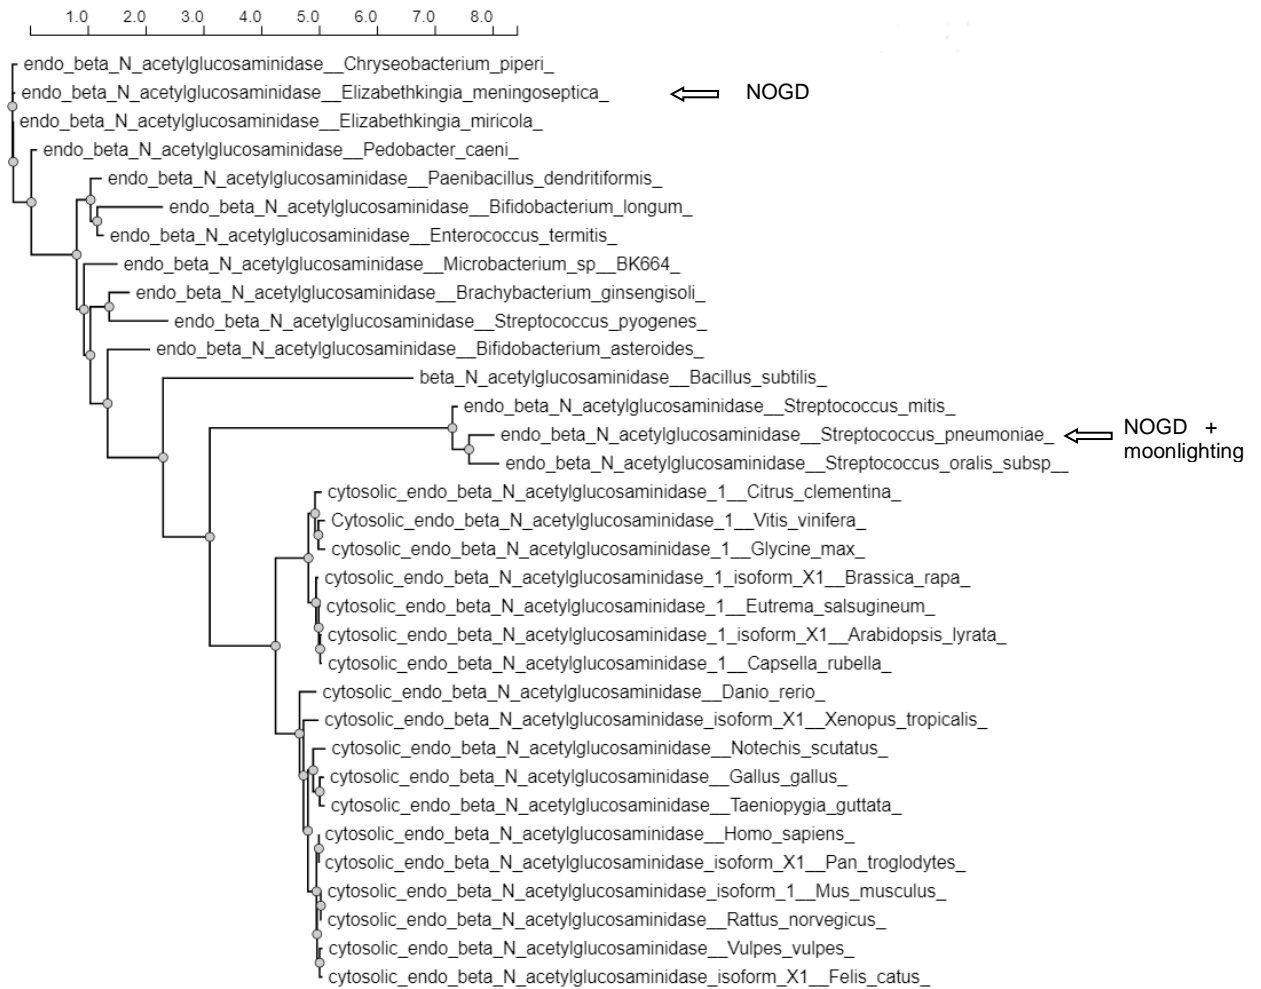 1.0 2.0 3.0 4.0 5.0 6.0 7.0 8.0
endo_beta_N_acetylglucosaminidase__Chryseobacterium_piperi_
endo_beta_N_acetylglucosaminidase__Elizabethkingia_meningoseptica_ NOGD
endo_beta_N_acetylglucosaminidase__Elizabethkingia_miricola_
endo_beta_N_acetylglucosaminidase__Pedobacter_caeni_
endo_beta_N_acetylglucosaminidase__Paenibacillus_dendritiformis_
endo_beta_N_acetylglucosaminidase__Bifidobacterium_longum_
endo_beta_N_acetylglucosaminidase__Enterococcus_termitis_
endo_beta_N_acetylglucosaminidase__Microbacterium_sp__BK664_
endo_beta_N_acetylglucosaminidase__Brachybacterium_ginsengisoli_
endo_beta_N_acetylglucosaminidase__Streptococcus_pyogenes_
endo_beta_N_acetylglucosaminidase__Bifidobacterium_asteroides_
beta_N_acetylglucosaminidase__Bacillus_subtilis_
endo_beta_N_acetylglucosaminidase__Streptococcus_mitis_
endo_beta_N_acetylglucosaminidase__Streptococcus_pneumoniae_ NOGD +
moonlighting
endo_beta_N_acetylglucosaminidase__Streptococcus_oralis_subsp__
cytosolic_endo_beta_N_acetylglucosaminidase_1__Citrus_clementina_
Cytosolic_endo_beta_N_acetylglucosaminidase_1__Vitis_vinifera_
cytosolic_endo_beta_N_acetylglucosaminidase_1__Glycine_max_
cytosolic_endo_beta_N_acetylglucosaminidase_1_isoform_X1__Brassica_rapa_
cytosolic_endo_beta_N_acetylglucosaminidase_1__Eutrema_salsugineum_
cytosolic_endo_beta_N_acetylglucosaminidase_1_isoform_X1__Arabidopsis_lyrata_
cytosolic_endo_beta_N_acetylglucosaminidase_1__Capsella_rubella_
cytosolic_endo_beta_N_acetylglucosaminidase__Danio_rerio_
cytosolic_endo_beta_N_acetylglucosaminidase_isoform_X1__Xenopus_tropicalis_
cytosolic_endo_beta_N_acetylglucosaminidase__Notechis_scutatus_
cytosolic_endo_beta_N_acetylglucosaminidase__Gallus_gallus_
cytosolic_endo_beta_N_acetylglucosaminidase__Taeniopygia_guttata_
cytosolic_endo_beta_N_acetylglucosaminidase__Homo_sapiens_
cytosolic_endo_beta_N_acetylglucosaminidase_isoform_X1__Pan_troglodytes_
cytosolic_endo_beta_N_acetylglucosaminidase_isoform_1__Mus_musculus_
cytosolic_endo_beta_N_acetylglucosaminidase__Rattus_norvegicus_
cytosolic_endo_beta_N_acetylglucosaminidase__Vulpes_vulpes_
cytosolic_endo_beta_N_acetylglucosaminidase_isoform_X1__Felis_catus_